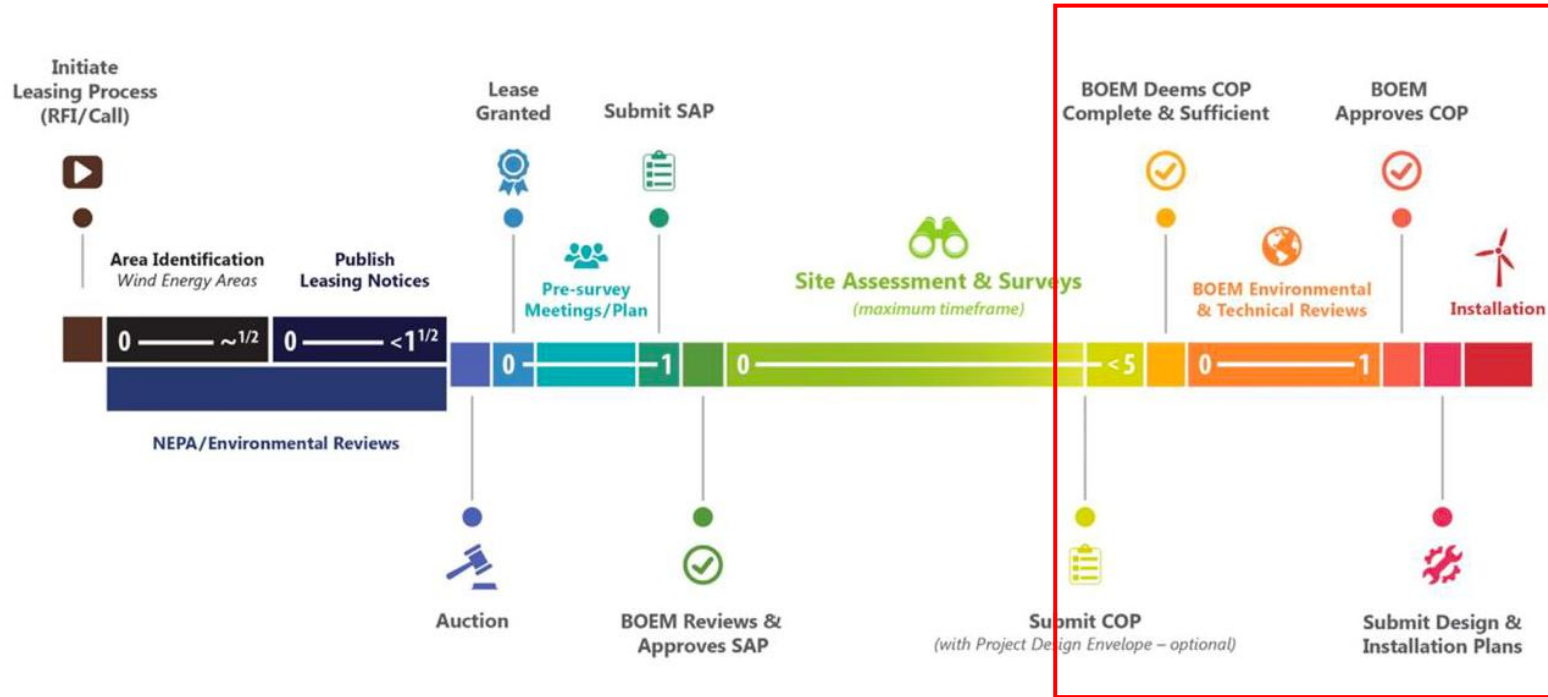 Initiate
Leasing Process
(RFI/Call)
Lease
Granted
Submit SAP
BOEM Deems COP
Complete & Sufficient
BOEM
Approves COP
Area Identification
Wind Energy Areas
Publish
Leasing Notices
Pre-survey
Meetings/Plan
Site Assessment & Surveys
(maximum timeframe)
BOEM Environmental
& Technical Reviews
Installation
0 ~1/2
0 <1 1/2
0 1
0 <5
0 1
NEPA/Environmental Reviews
Auction
BOEM Reviews &
Approves SAP
Submit COP
(with Project Design Envelope – optional)
Submit Design &
Installation Plans